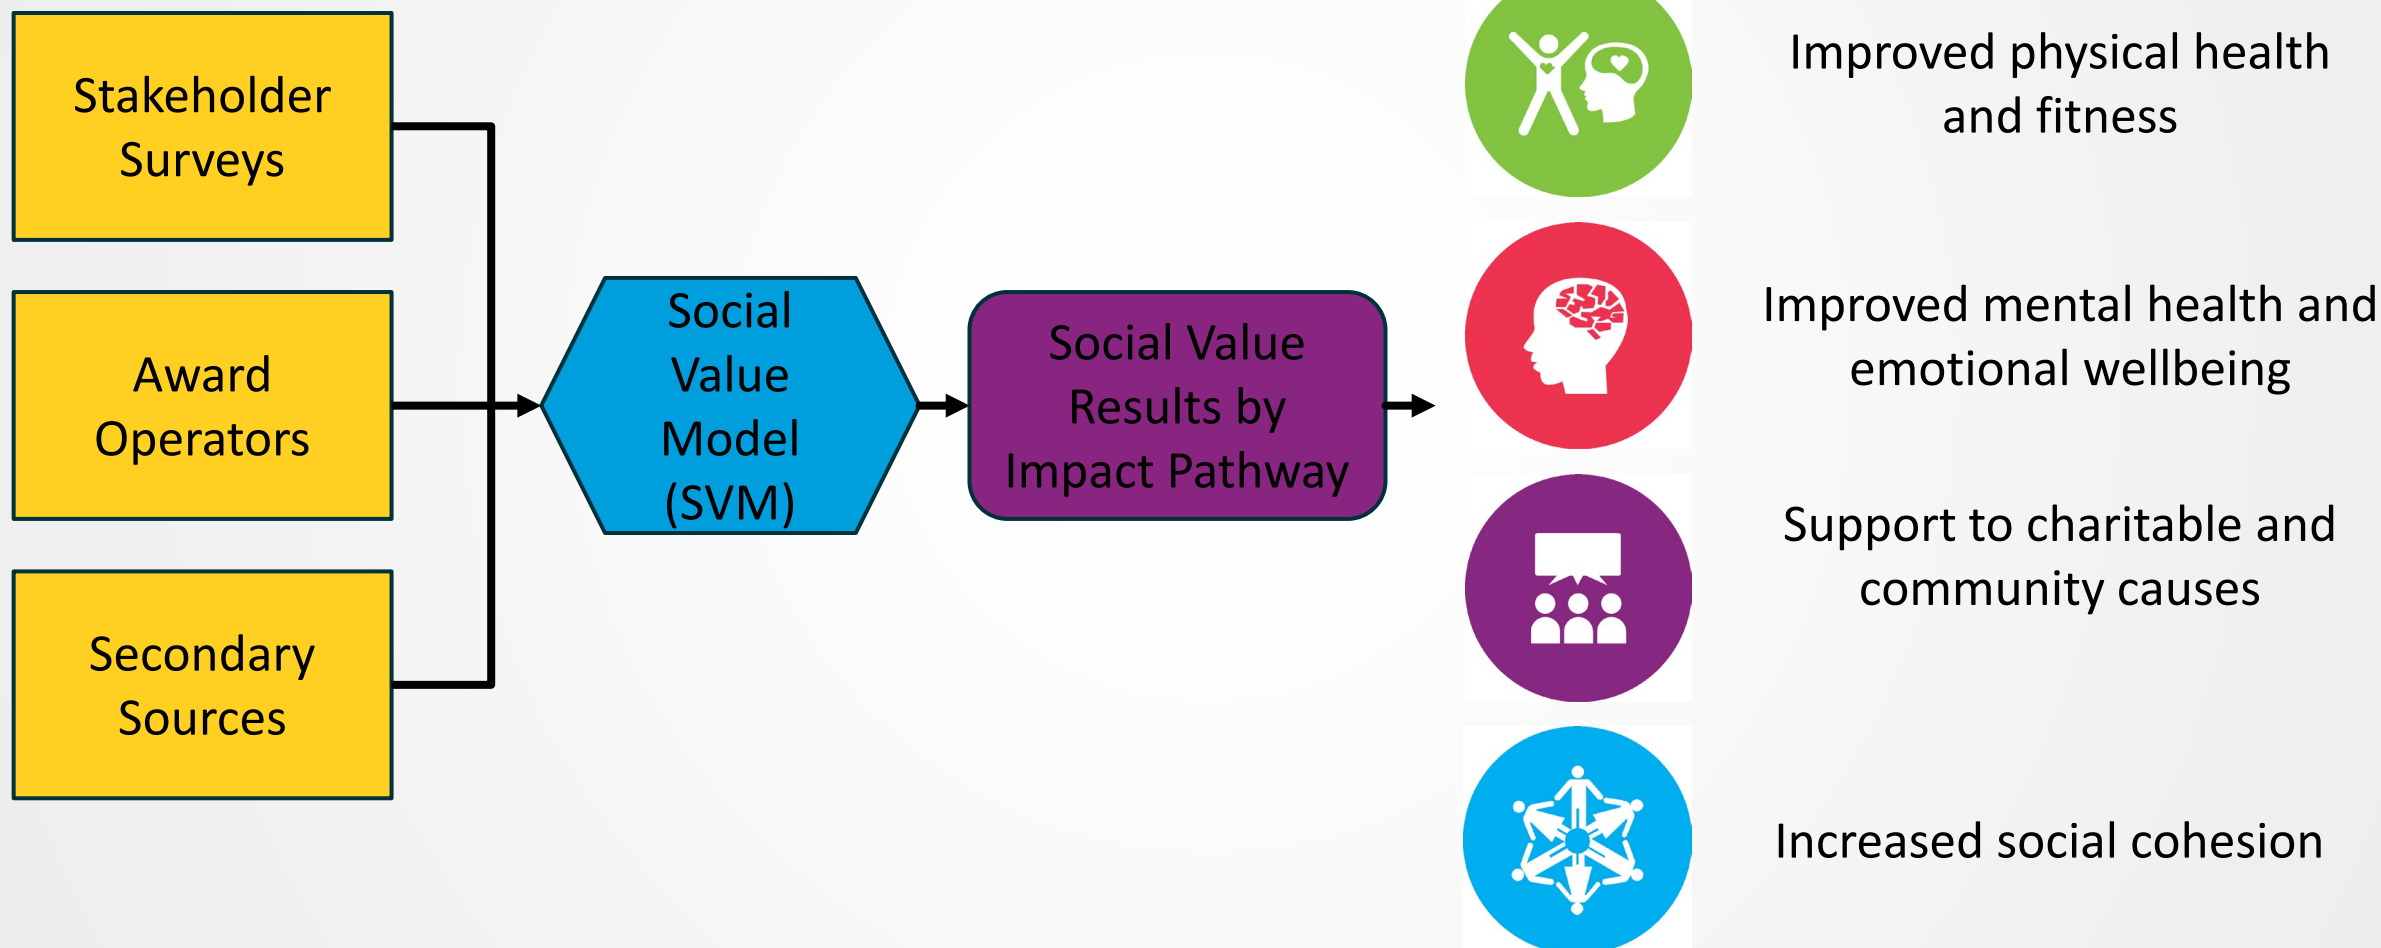 Stakeholder
Surveys
Award
Operators
Secondary
Sources
Social
Value
Model
(SVM)
Social Value
Results by
Impact Pathway
Improved physical health
and fitness
Improved mental health and
emotional wellbeing
Support to charitable and
community causes
Increased social cohesion